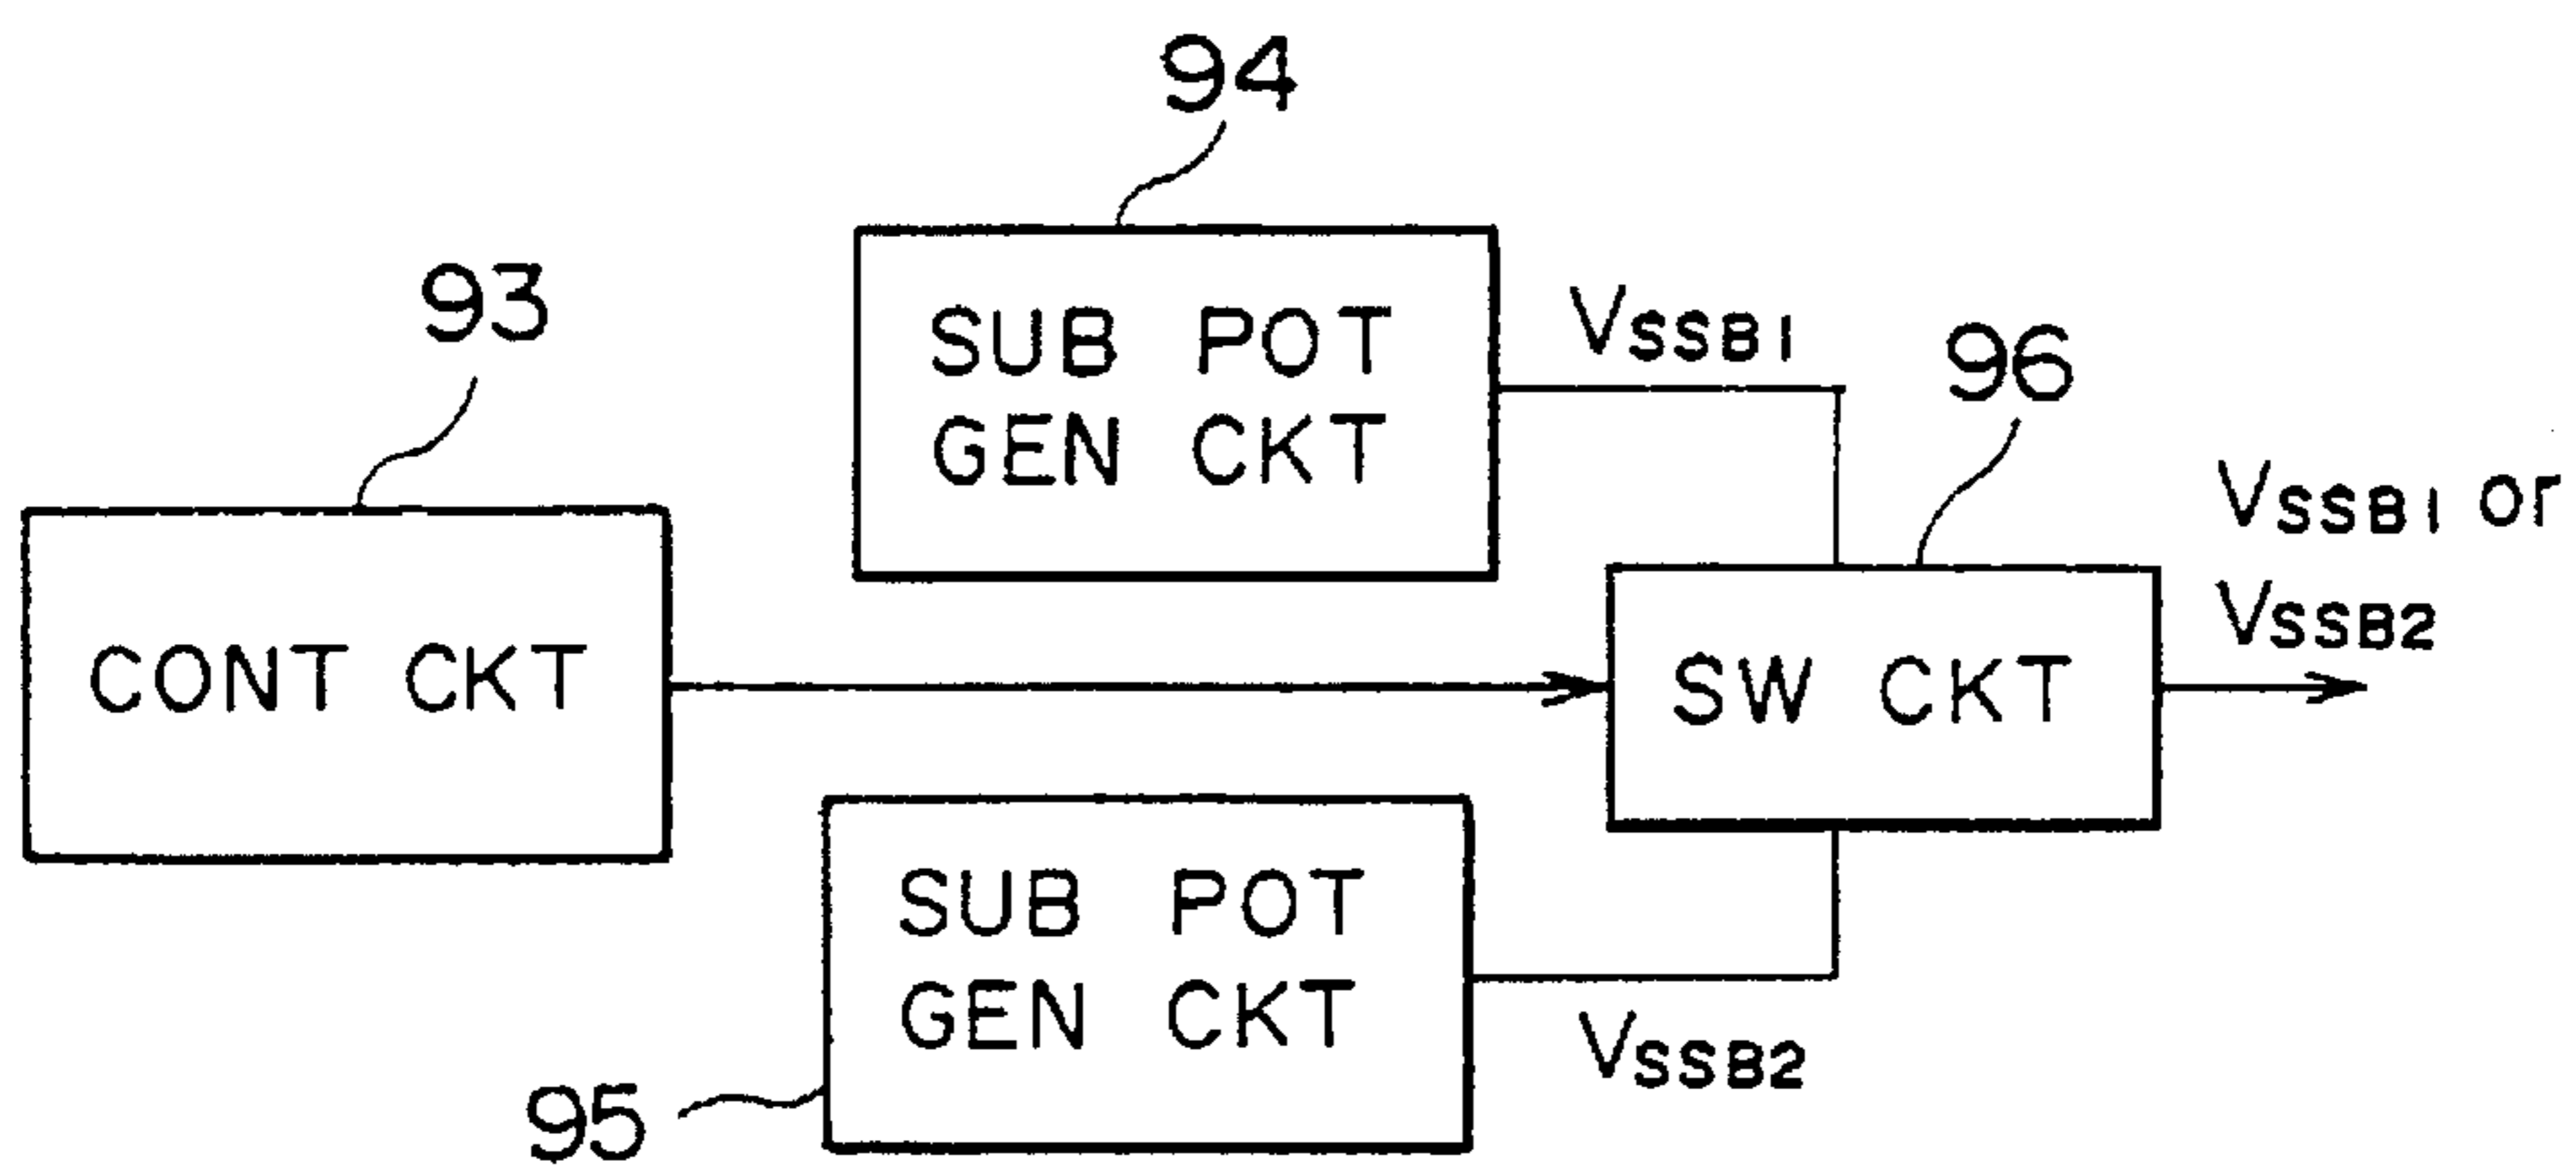 94
93
SUB POT
GEN CKT
VSSB1
96
VSSB1 or
VSSB2
CONT CKT
SW CKT
SUB POT
GEN CKT
VSSB2
95